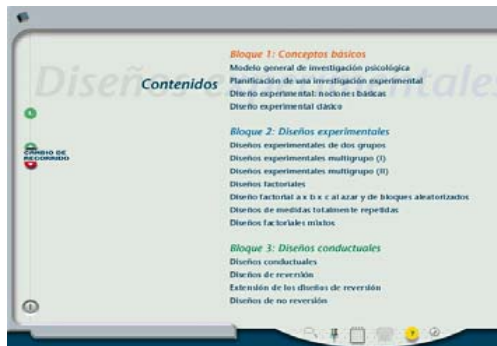 Diseños experimentales
Contenidos
Bloque 1: Conceptos básicos
Modelo general de investigación psicológica
Planificación de una investigación experimental
Diseño experimental: nociones básicas
Diseño experimental clásico
CAMBIO DE
RECORRIDO
Bloque 2: Diseños experimentales
Diseños experimentales de dos grupos
Diseños experimentales multigrupo (I)
Diseños experimentales multigrupo (II)
Diseños factoriales
Diseño factorial a x b x c al azar y de bloques aleatorizados
Diseños de medidas totalmente repetidas
Diseños factoriales mixtos
Bloque 3: Diseños conductuales
Diseños conductuales
Diseños de reversión
Extensión de los diseños de reversión
Diseños de no reversión
?